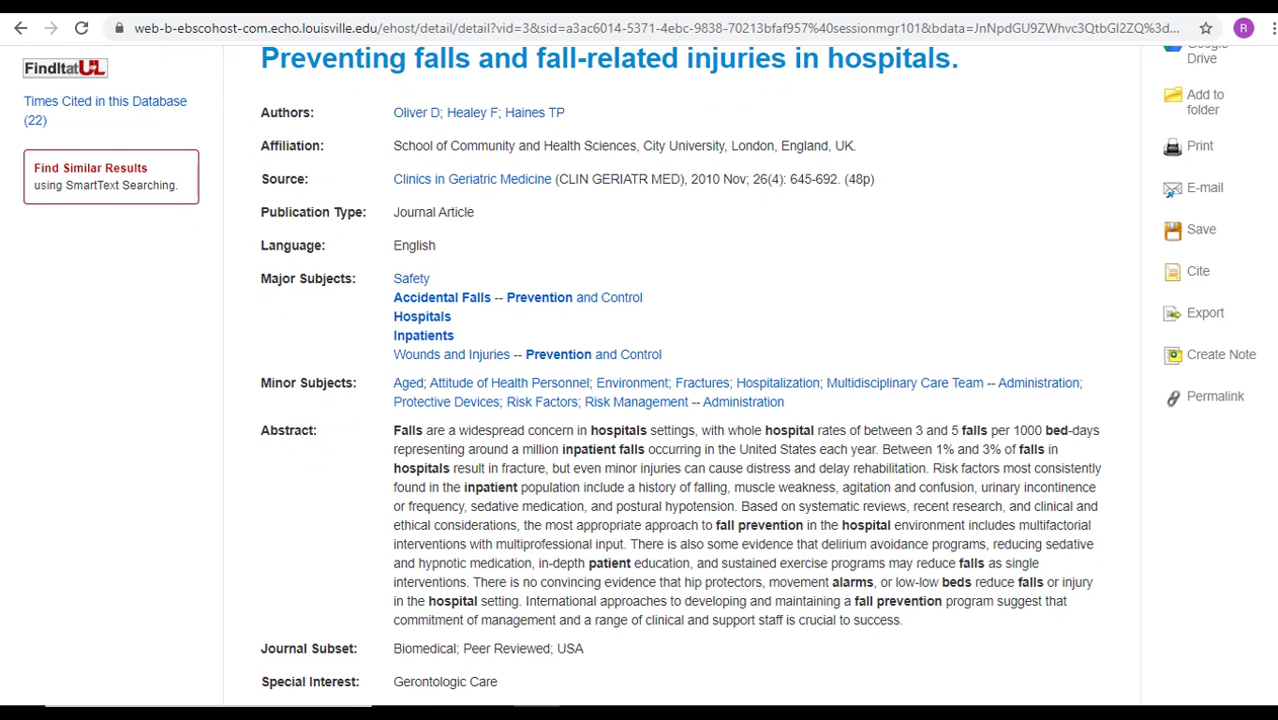 web-b-ebscohost-com.echo.louisville.edu/ehost/detail/detail?vid=3&sid=a3ac6014-5371-4ebc-9838-70213bfaf957%40sessionmgr101&bdata=JnNpdGU9ZWhvc3QtbGl2ZQ%3d...
R
FindItatUL
Times Cited in this Database
(22)
Find Similar Results
using SmartText Searching.
Preventing falls and fall-related injuries in hospitals.
Authors: Oliver D; Healey F; Haines TP
Affiliation: School of Community and Health Sciences, City University, London, England, UK.
Source: Clinics in Geriatric Medicine (CLIN GERIATR MED), 2010 Nov; 26(4): 645-692. (48p)
Publication Type: Journal Article
Language: English
Major Subjects: Safety
Accidental Falls -- Prevention and Control
Hospitals
Inpatients
Wounds and Injuries -- Prevention and Control
Minor Subjects: Aged; Attitude of Health Personnel; Environment; Fractures; Hospitalization; Multidisciplinary Care Team -- Administration;
Protective Devices; Risk Factors; Risk Management -- Administration
Abstract: Falls are a widespread concern in hospitals settings, with whole hospital rates of between 3 and 5 falls per 1000 bed-days
representing around a million inpatient falls occurring in the United States each year. Between 1% and 3% of falls in
hospitals result in fracture, but even minor injuries can cause distress and delay rehabilitation. Risk factors most consistently
found in the inpatient population include a history of falling, muscle weakness, agitation and confusion, urinary incontinence
or frequency, sedative medication, and postural hypotension. Based on systematic reviews, recent research, and clinical and
ethical considerations, the most appropriate approach to fall prevention in the hospital environment includes multifactorial
interventions with multiprofessional input. There is also some evidence that delirium avoidance programs, reducing sedative
and hypnotic medication, in-depth patient education, and sustained exercise programs may reduce falls as single
interventions. There is no convincing evidence that hip protectors, movement alarms, or low-low beds reduce falls or injury
in the hospital setting. International approaches to developing and maintaining a fall prevention program suggest that
commitment of management and a range of clinical and support staff is crucial to success.
Journal Subset: Biomedical; Peer Reviewed; USA
Special Interest: Gerontologic Care
Google
Drive
Add to
folder
Print
E-mail
Save
Cite
Export
Create Note
Permalink